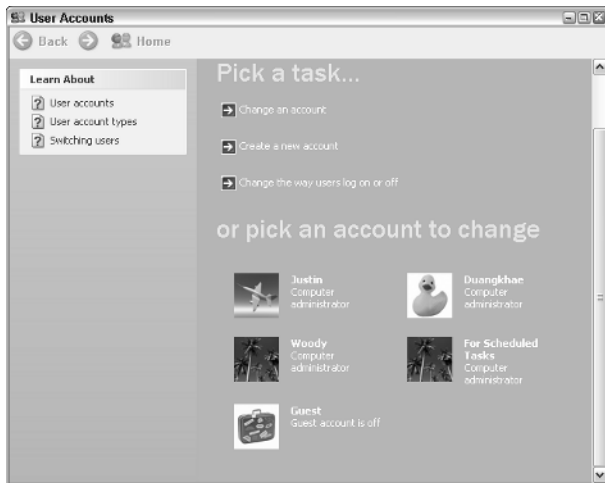 User Accounts
Back Home
Learn About
User accounts
User account types
Switching users
Pick a task...
Change an account
Create a new account
Change the way users log on or off
or pick an account to change
Justin
Computer
administrator
Duangkhae
Computer
administrator
Woody
Computer
administrator
For Scheduled
Tasks
Computer
administrator
Guest
Guest account is off